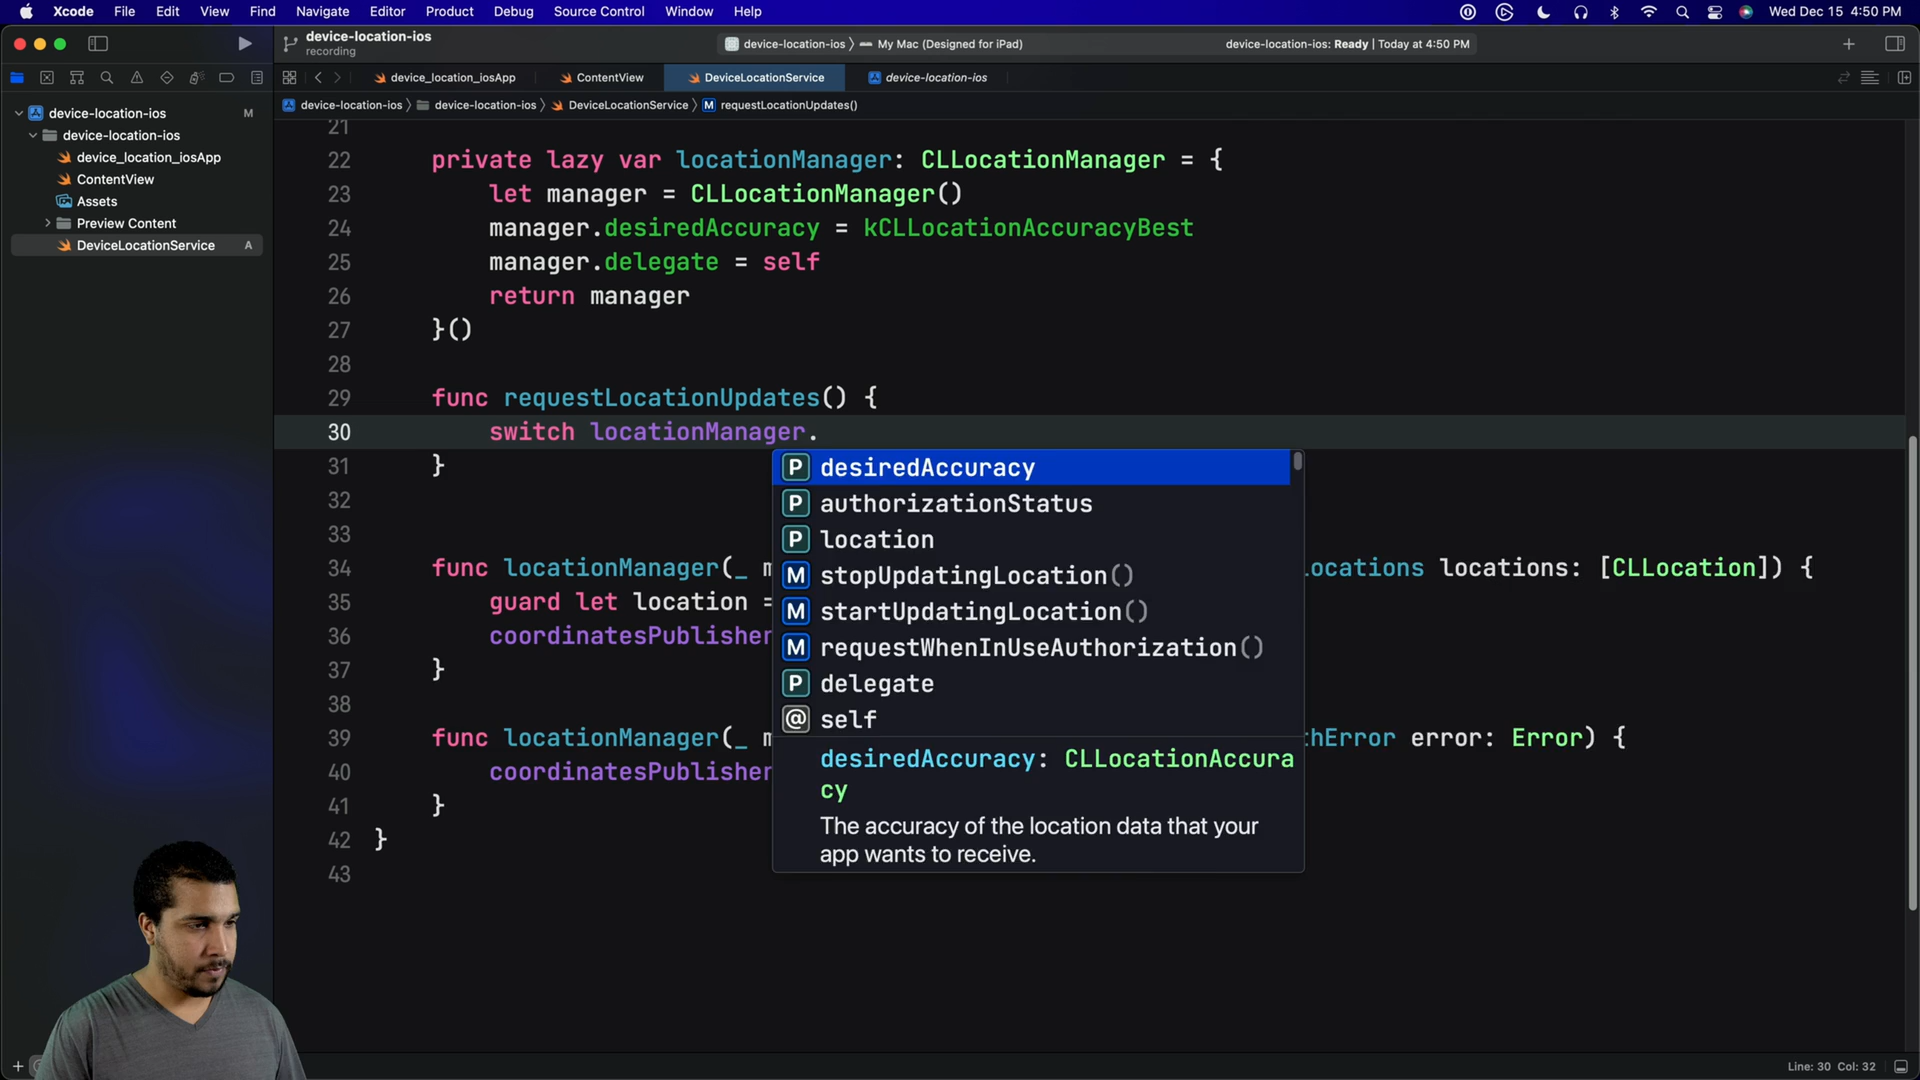 Xcode File Edit View Find Navigate Editor Product Debug Source Control Window Help Wed Dec 15 4:50 PM
device-location-ios
recording
device-location-ios 〉 My Mac (Designed for iPad)
device-location-ios: Ready | Today at 4:50 PM
device_location_iosApp ContentView DeviceLocationService device-location-ios
device-location-ios 〉 device-location-ios 〉 DeviceLocationService 〉 M requestLocationUpdates()
device-location-ios M
device-location-ios
device_location_iosApp
ContentView
Assets
Preview Content
DeviceLocationService A
21
22 private lazy var locationManager: CLLocationManager = {
23 let manager = CLLocationManager()
24 manager.desiredAccuracy = kCLLocationAccuracyBest
25 manager.delegate = self
26 return manager
27 }()
28
29 func requestLocationUpdates() {
30 switch locationManager.
31 }
32
33
34 func locationManager(_ m ocations locations: [CLLocation]) {
35 guard let location =
36 coordinatesPublisher
37 }
38
39 func locationManager(_ m hError error: Error) {
40 coordinatesPublisher
41 }
42 }
43
P desiredAccuracy
P authorizationStatus
P location
M stopUpdatingLocation()
M startUpdatingLocation()
M requestWhenInUseAuthorization()
P delegate
@ self
desiredAccuracy: CLLocationAccura
cy
The accuracy of the location data that your
app wants to receive.
Line: 30 Col: 32